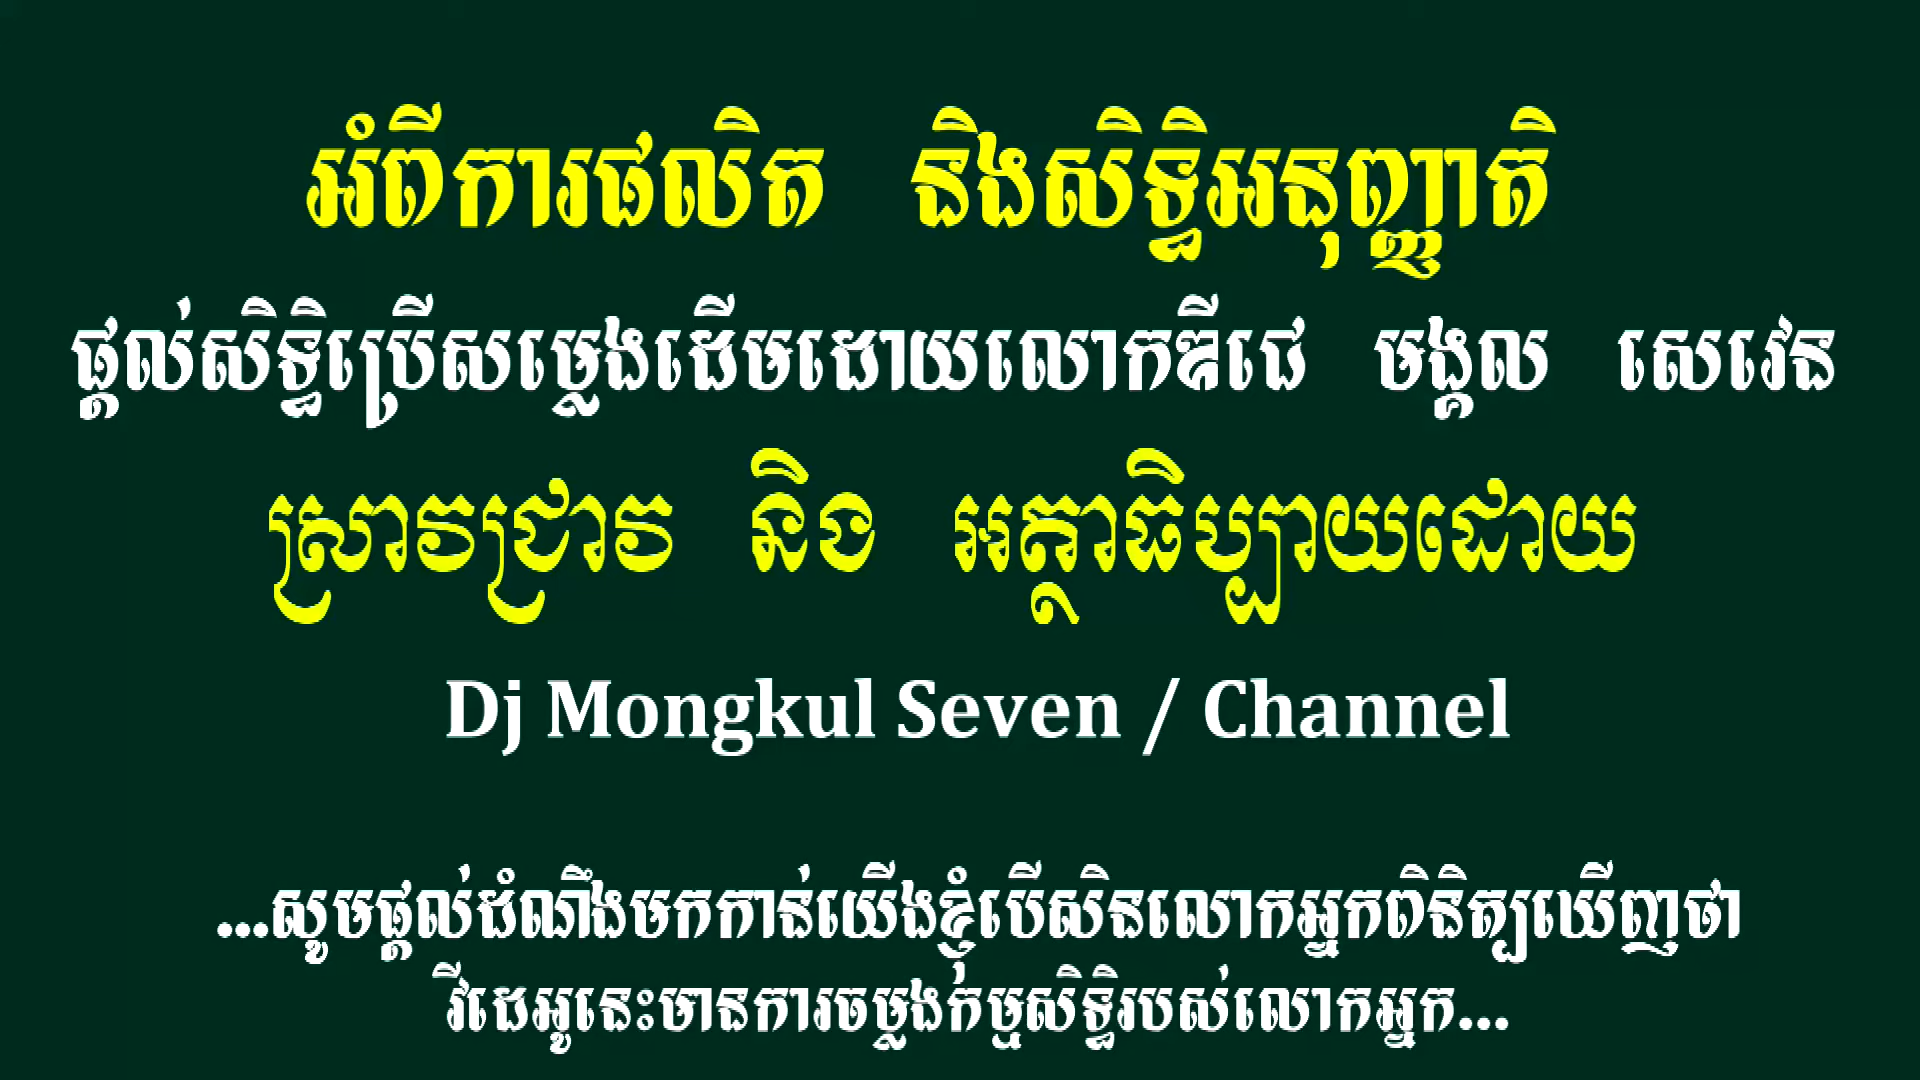 អំពីការផលិត និងសិទ្ធិអនុញ្ញាតិ
ផ្តល់សិទ្ធិប្រើសម្លេងដើមដោយលោកឌីជេ មង្គល សេវេន
ស្រាវជ្រាវ និង អត្ថាធិប្បាយដោយ
Dj Mongkul Seven / Channel
...សូមផ្តល់ដំណឹងមកកាន់យើងខ្ញុំបើសិនលោកអ្នកពិនិត្យឃើញថា
វីដេអូនេះមានការចម្លងកម្មសិទ្ធិរបស់លោកអ្នក...